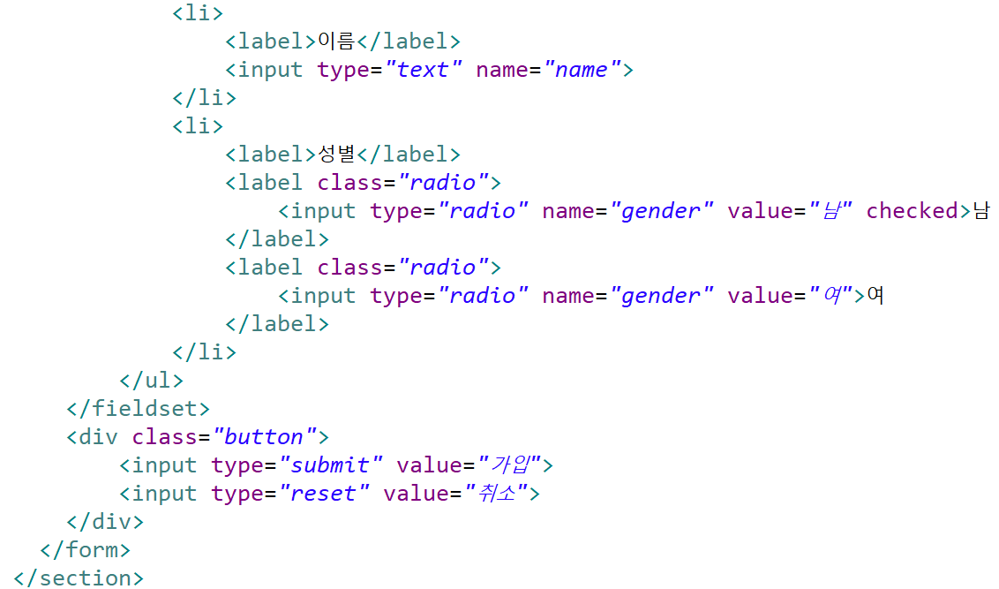 <li>
<label>이름</label>
<input type="text" name="name">
</li>
<li>
<label>성별</label>
<label class="radio">
<input type="radio" name="gender" value="남" checked>남
</label>
<label class="radio">
<input type="radio" name="gender" value="여">여
</label>
</li>
</ul>
</fieldset>
<div class="button">
<input type="submit" value="가입">
<input type="reset" value="취소">
</div>
</form>
</section>